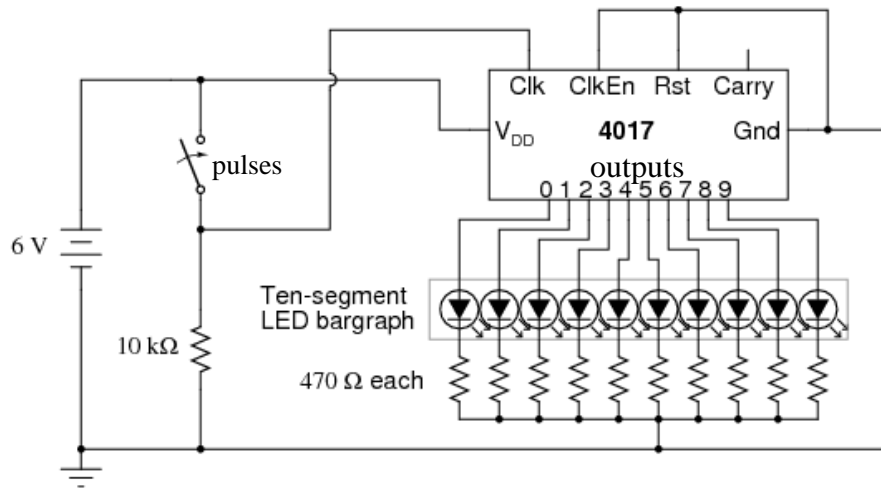 Clk ClkEn Rst Carry
V_DD 4017 Gnd
outputs
0 1 2 3 4 5 6 7 8 9
pulses
6 V
Ten-segment
LED bargraph
10 kΩ
470 Ω each